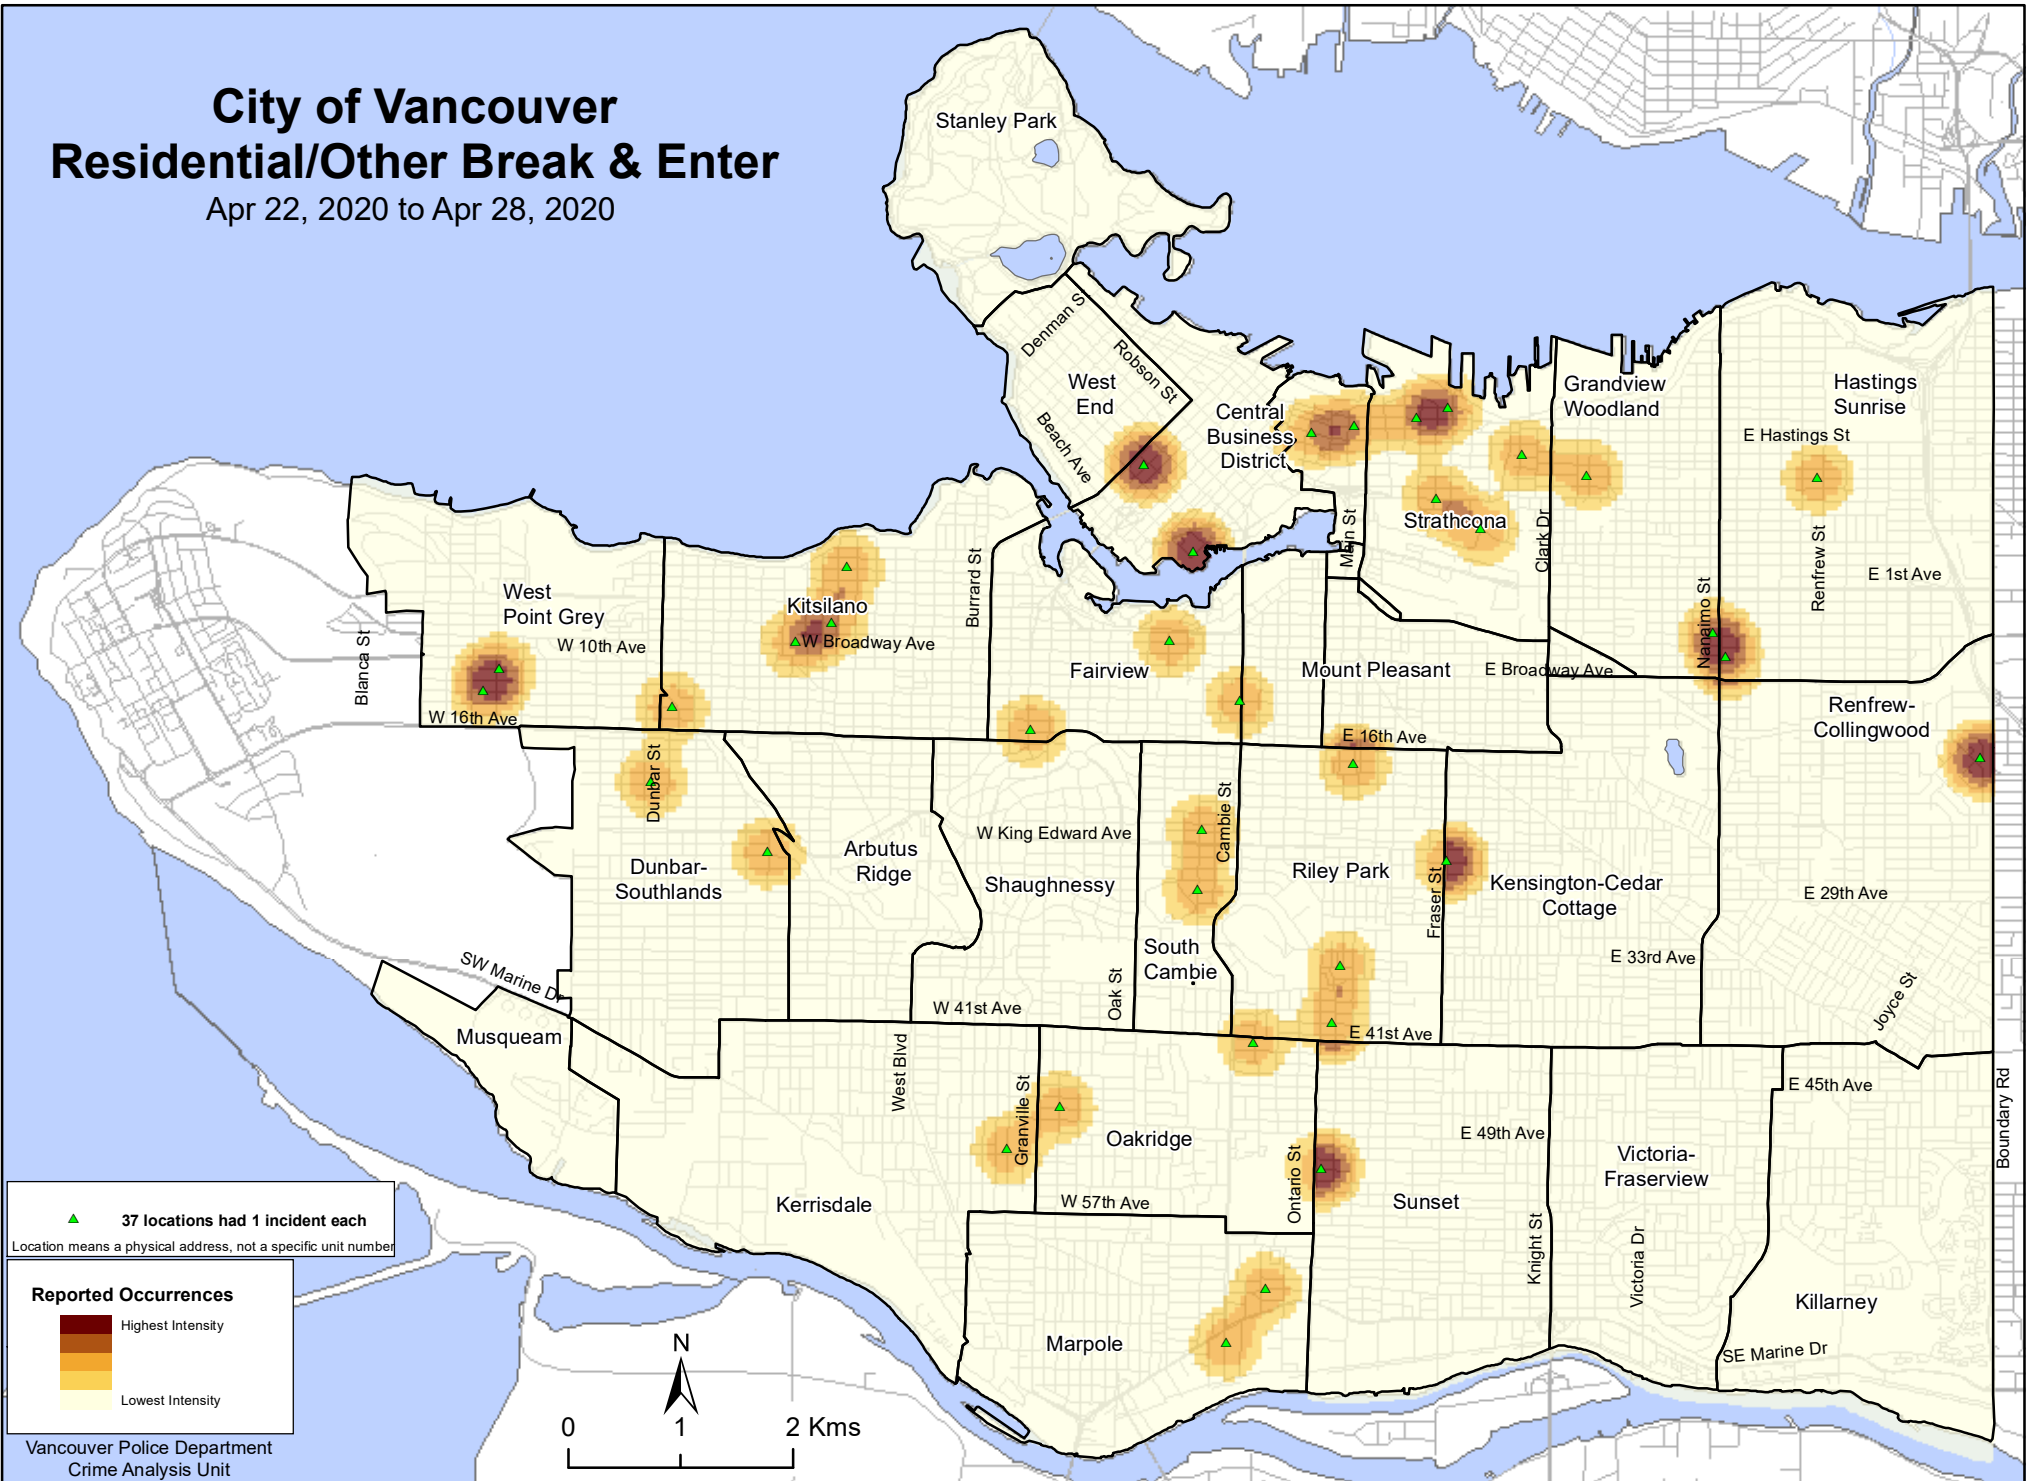 City of Vancouver
Residential/Other Break & Enter
Apr 22, 2020 to Apr 28, 2020
Stanley Park
Denman S
Robson St
West
End
Beach Ave
Central
Business
District
Grandview
Woodland
Hastings
Sunrise
E Hastings St
Strathcona
Main St
Clark Dr
Nanaimo St
Renfrew St
E 1st Ave
West
Point Grey
Kitsilano
Burrard St
W 10th Ave
W Broadway Ave
Blanca St
Fairview
Mount Pleasant
E Broadway Ave
W 16th Ave
E 16th Ave
Renfrew-
Collingwood
Dunbar St
Cambie St
W King Edward Ave
Arbutus
Ridge
Dunbar-
Southlands
Shaughnessy
Riley Park
Fraser St
Kensington-Cedar
Cottage
E 29th Ave
South
Cambie
E 33rd Ave
SW Marine Dr
Oak St
W 41st Ave
E 41st Ave
Joyce St
Musqueam
West Blvd
Granville St
E 45th Ave
Boundary Rd
Oakridge
E 49th Ave
Ontario St
Victoria-
Fraserview
W 57th Ave
Kerrisdale
Sunset
Knight St
Victoria Dr
Killarney
Marpole
SE Marine Dr
37 locations had 1 incident each
Location means a physical address, not a specific unit number
Reported Occurrences
Highest Intensity
Lowest Intensity
Vancouver Police Department
Crime Analysis Unit
N
0 1 2 Kms